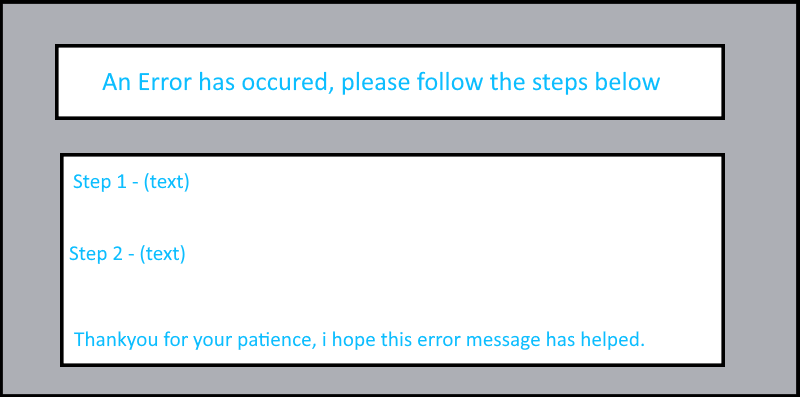 An Error has occured, please follow the steps below
Step 1 - (text)
Step 2 - (text)
Thankyou for your patience, i hope this error message has helped.